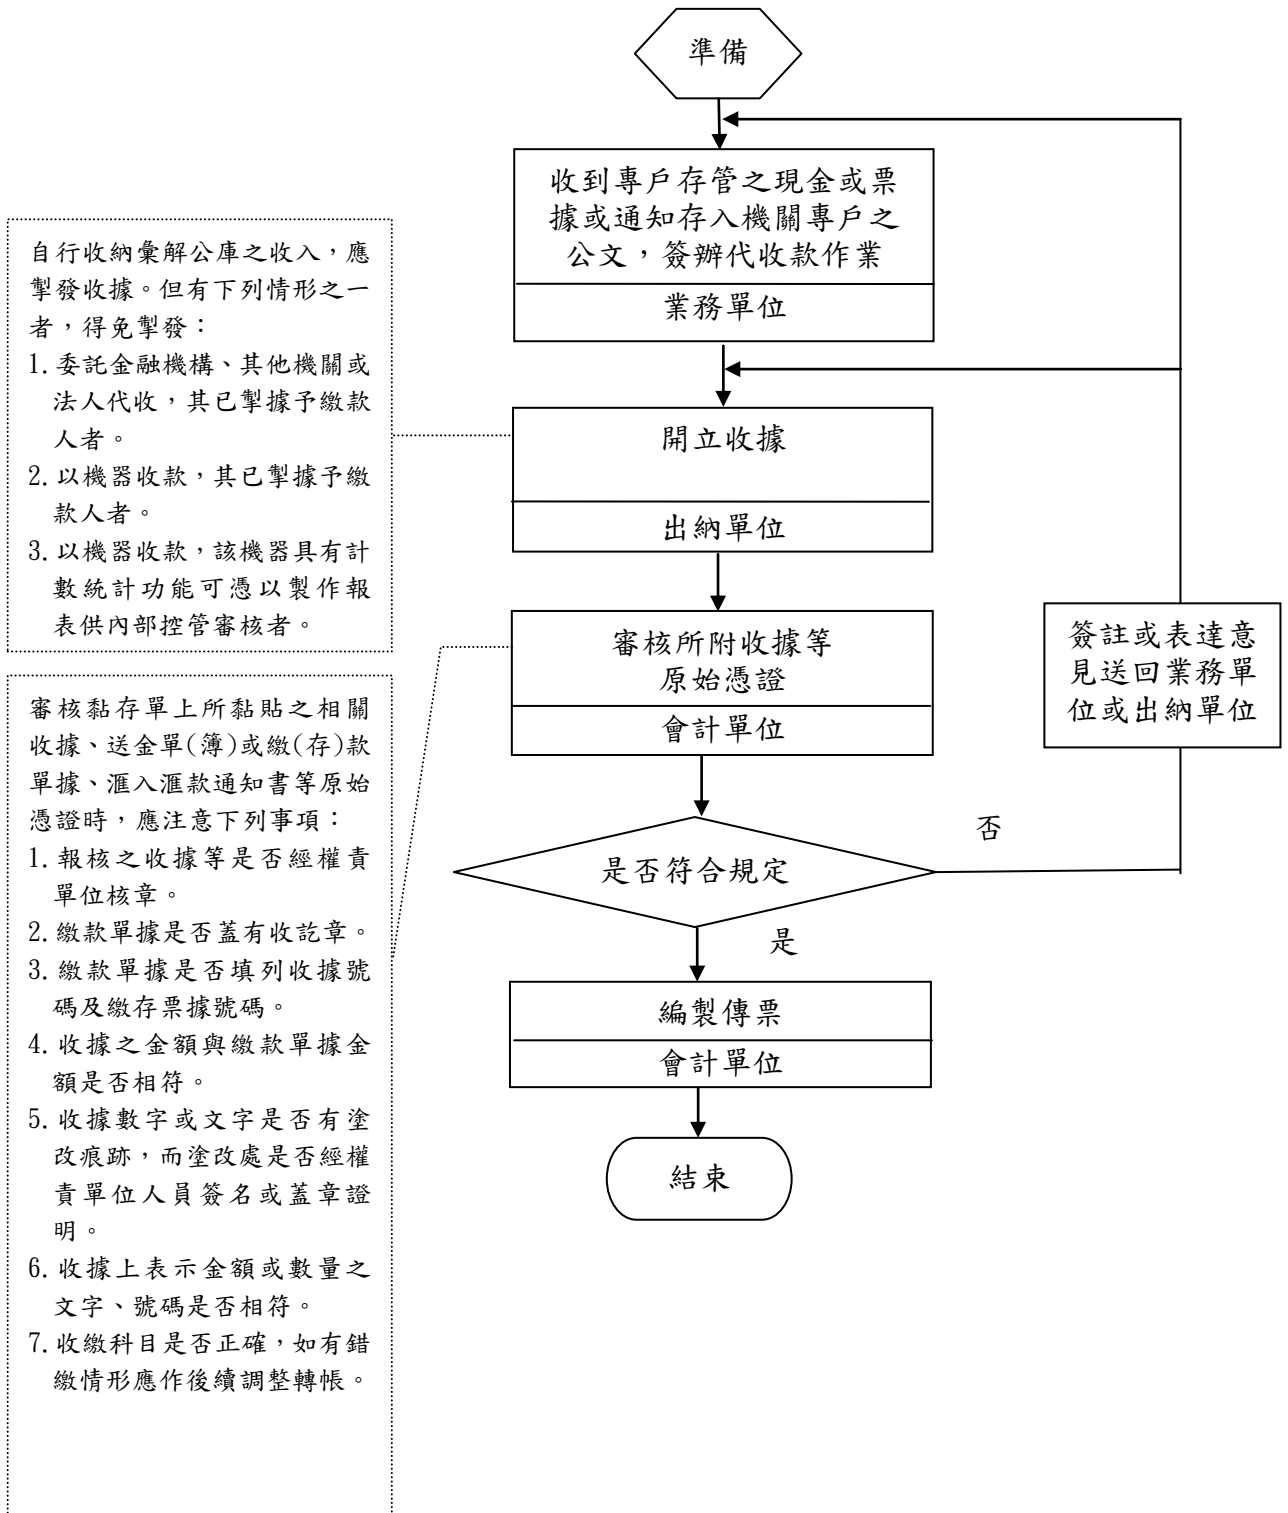 準備
收到專戶存管之現金或票
據或通知存入機關專戶之
公文，簽辦代收款作業
業務單位
自行收納彙解公庫之收入，應
掣發收據。但有下列情形之一
者，得免掣發：
1. 委託金融機構、其他機關或
法人代收，其已掣據予繳款
人者。
2. 以機器收款，其已掣據予繳
款人者。
3. 以機器收款，該機器具有計
數統計功能可憑以製作報
表供內部控管審核者。
開立收據
出納單位
審核所附收據等
原始憑證
會計單位
簽註或表達意
見送回業務單
位或出納單位
審核黏存單上所黏貼之相關
收據、送金單(簿)或繳(存)款
單據、滙入滙款通知書等原始
憑證時，應注意下列事項：
1. 報核之收據等是否經權責
單位核章。
2. 繳款單據是否蓋有收訖章。
3. 繳款單據是否填列收據號
碼及繳存票據號碼。
4. 收據之金額與繳款單據金
額是否相符。
5. 收據數字或文字是否有塗
改痕跡，而塗改處是否經權
責單位人員簽名或蓋章證
明。
6. 收據上表示金額或數量之
文字、號碼是否相符。
7. 收繳科目是否正確，如有錯
繳情形應作後續調整轉帳。
是否符合規定
否
是
編製傳票
會計單位
結束